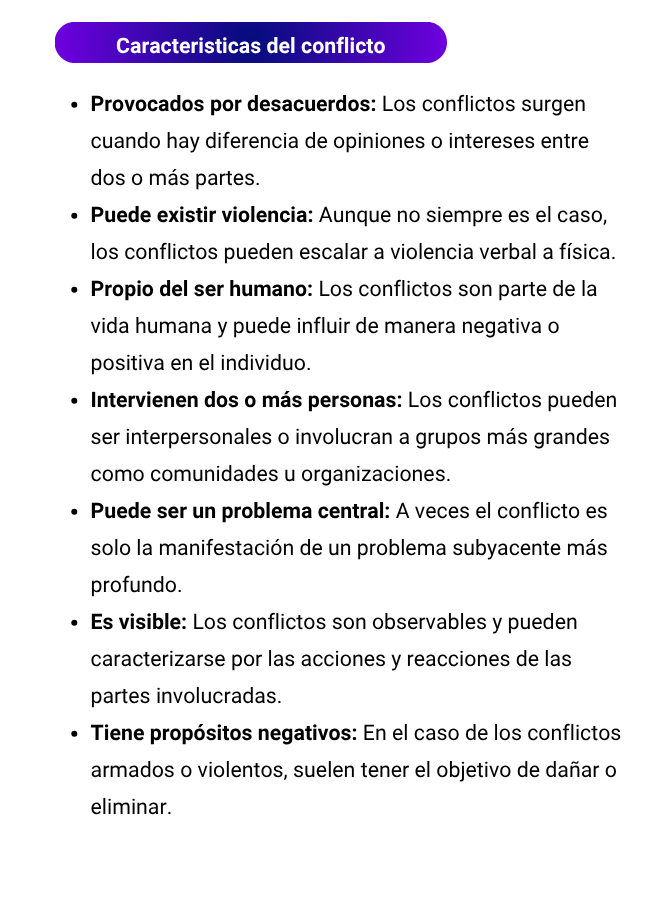 Caracteristicas del conflicto
• Provocados por desacuerdos: Los conflictos surgen
cuando hay diferencia de opiniones o intereses entre
dos o más partes.
• Puede existir violencia: Aunque no siempre es el caso,
los conflictos pueden escalar a violencia verbal a física.
• Propio del ser humano: Los conflictos son parte de la
vida humana y puede influir de manera negativa o
positiva en el individuo.
• Intervienen dos o más personas: Los conflictos pueden
ser interpersonales o involucran a grupos más grandes
como comunidades u organizaciones.
• Puede ser un problema central: A veces el conflicto es
solo la manifestación de un problema subyacente más
profundo.
• Es visible: Los conflictos son observables y pueden
caracterizarse por las acciones y reacciones de las
partes involucradas.
• Tiene propósitos negativos: En el caso de los conflictos
armados o violentos, suelen tener el objetivo de dañar o
eliminar.